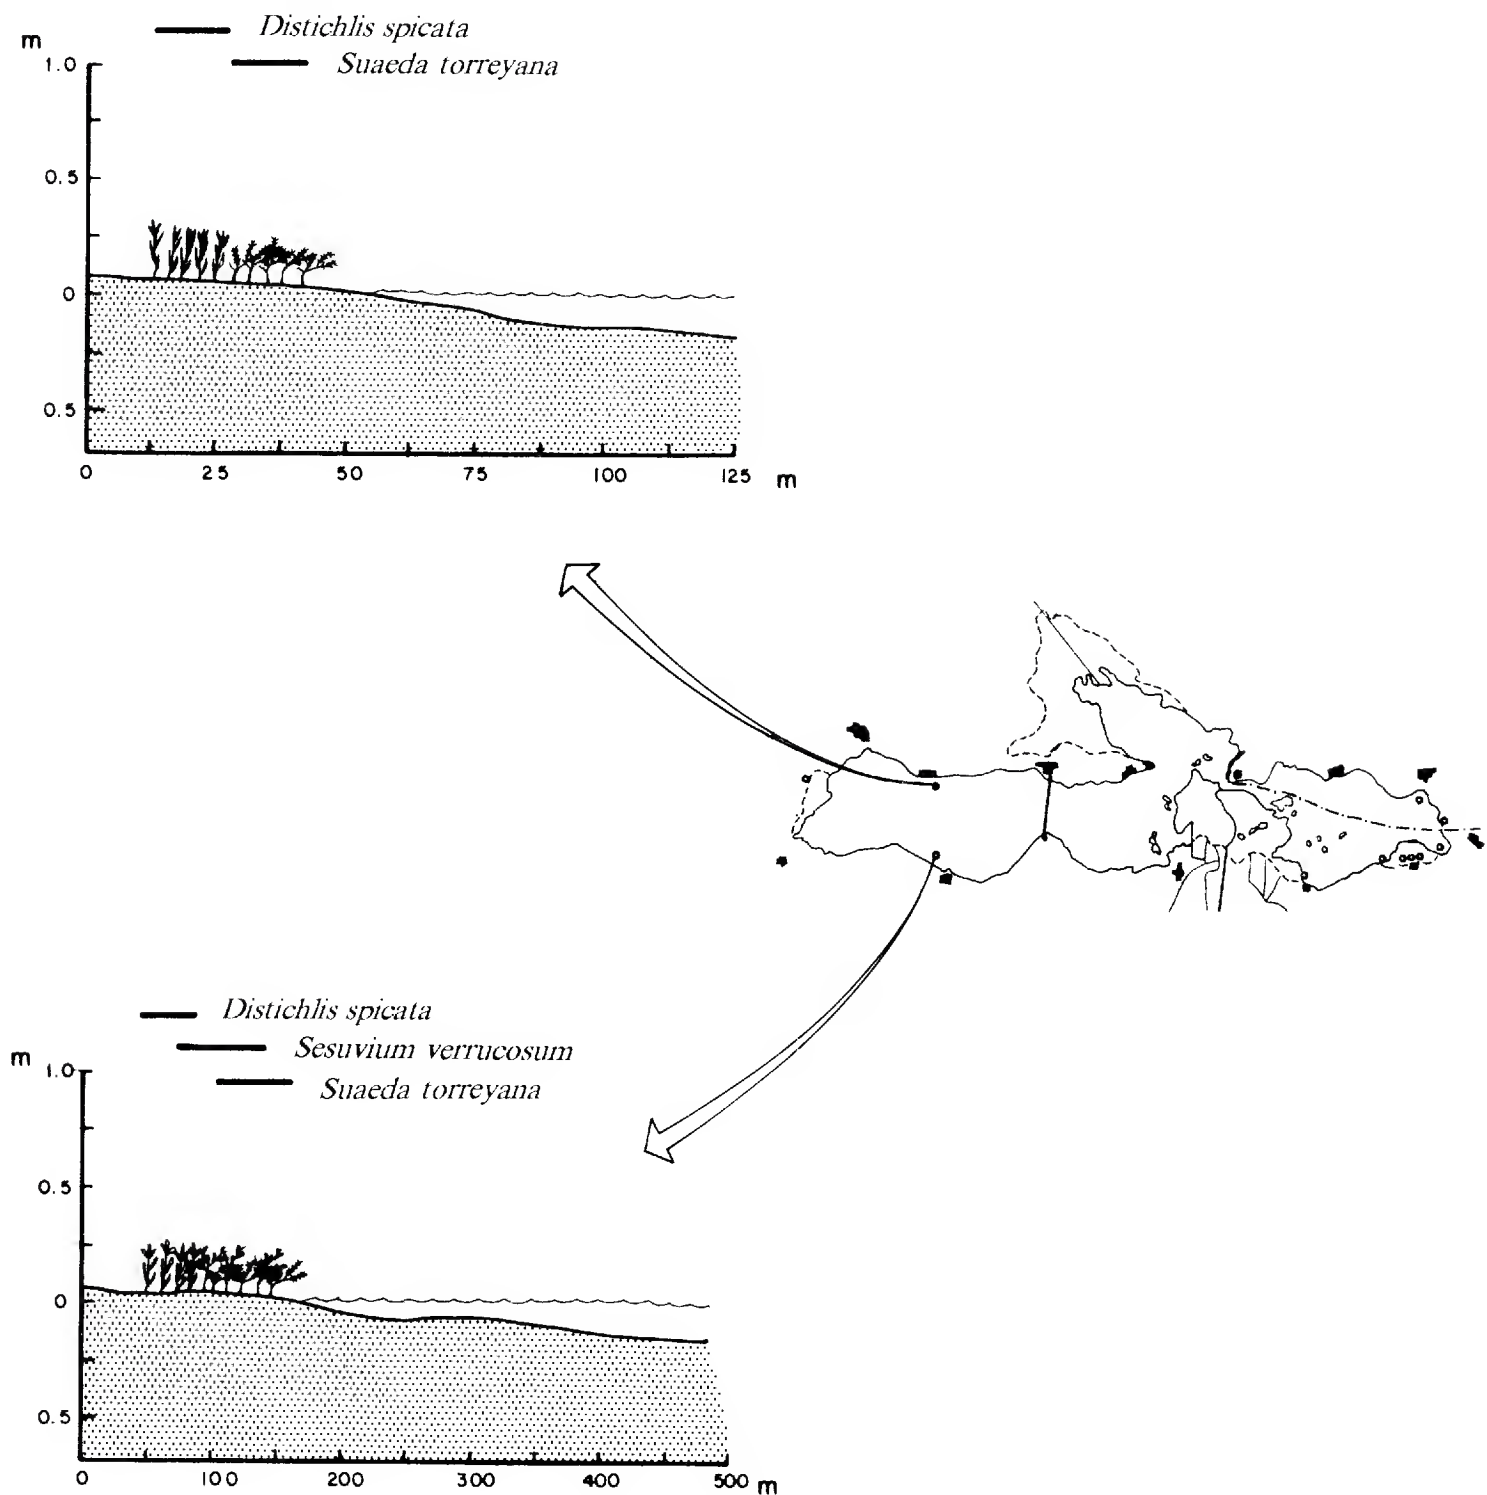 Distichlis spicata
m
Suaeda torreyana
1.0
0.5
0
0.5
0 25 50 75 100 125 m
Distichlis spicata
Sesuvium verrucosum
m
1.0
Suaeda torreyana
0.5
0
0.5
0 100 200 300 400 500 m